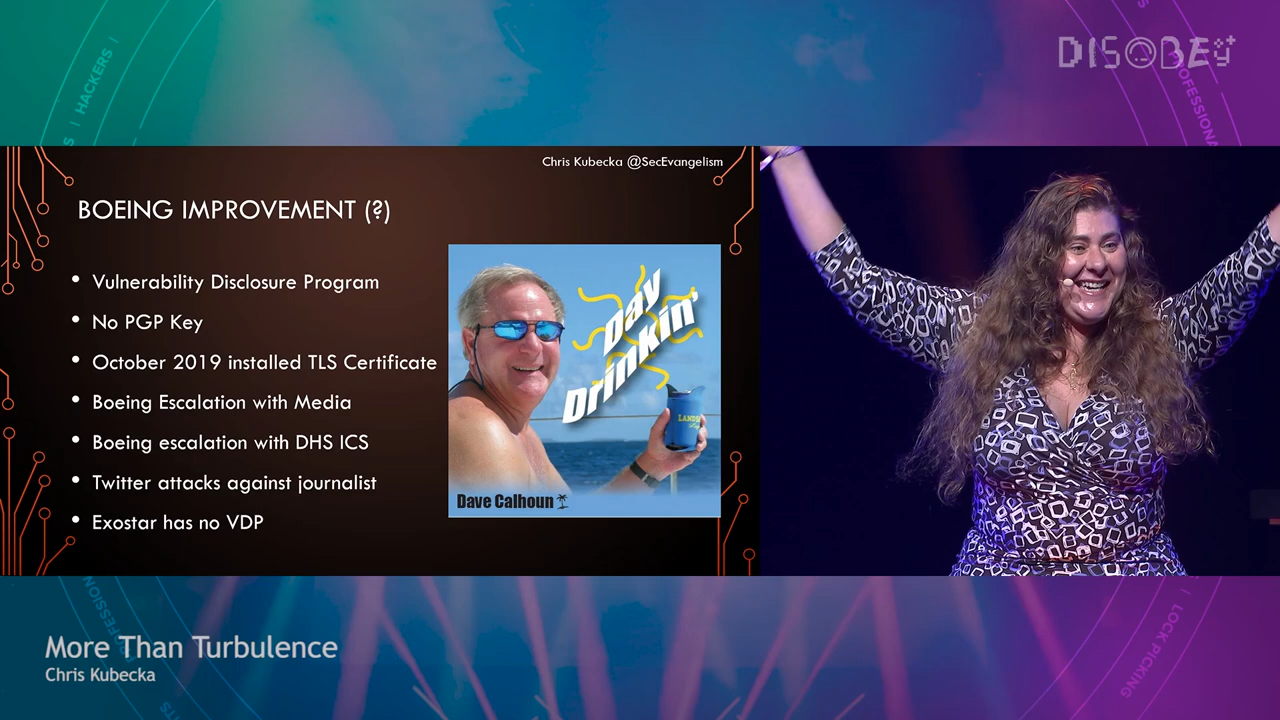 HACKERS
DISOBEY
PROFESSIONA
Chris Kubecka @SecEvangelism
BOEING IMPROVEMENT (?)
• Vulnerability Disclosure Program
• No PGP Key
• October 2019 installed TLS Certificate
• Boeing Escalation with Media
• Boeing escalation with DHS ICS
• Twitter attacks against journalist
• Exostar has no VDP
Day
Drinkin'
Dave Calhoun
More Than Turbulence
Chris Kubecka
LOCK PICKING